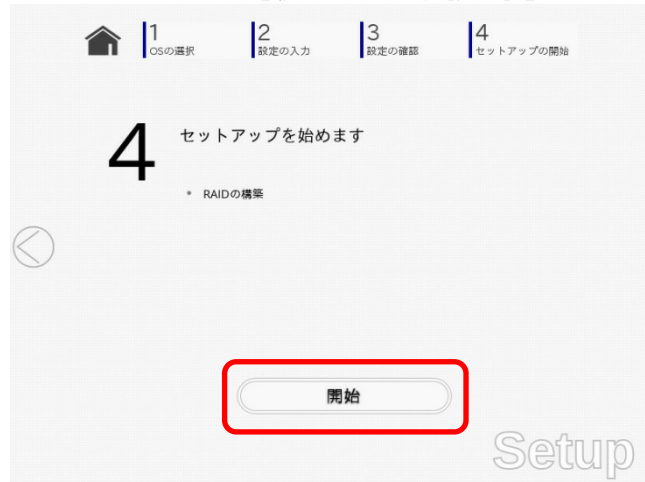 1
OSの選択
2
設定の入力
3
設定の確認
4
セットアップの開始
4
セットアップを始めます
• RAIDの構築
開始
Setup